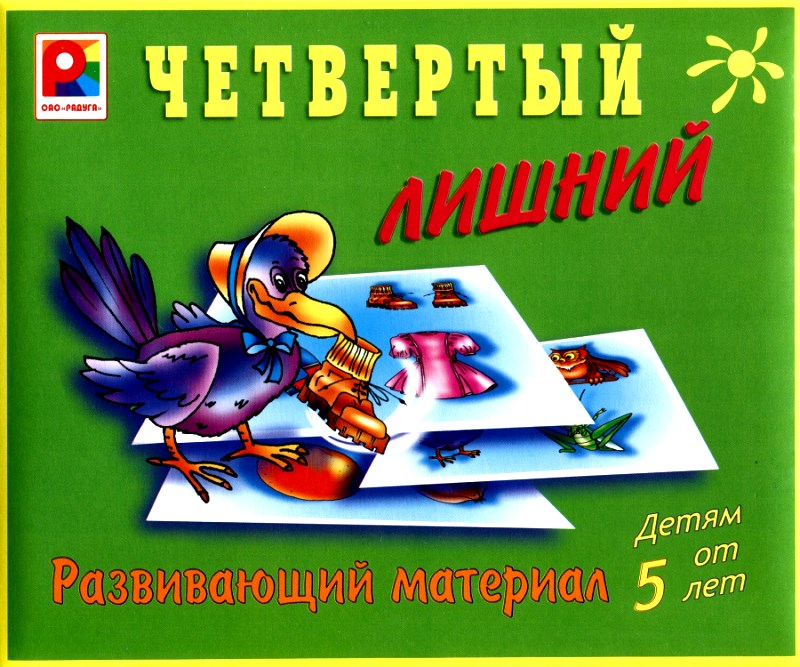 ОАО «РАДУГА»
ЧЕТВЕРТЫЙ
ЛИШНИЙ
Развивающий материал
Детям
от
5 лет